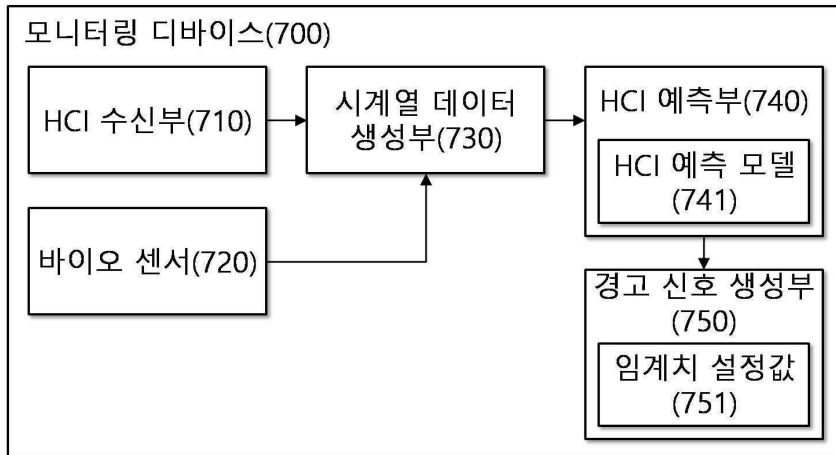 모니터링 디바이스(700)
HCI 수신부(710)
시계열 데이터
생성부(730)
HCI 예측부(740)
HCI 예측 모델
(741)
바이오 센서(720)
경고 신호 생성부
(750)
임계치 설정값
(751)